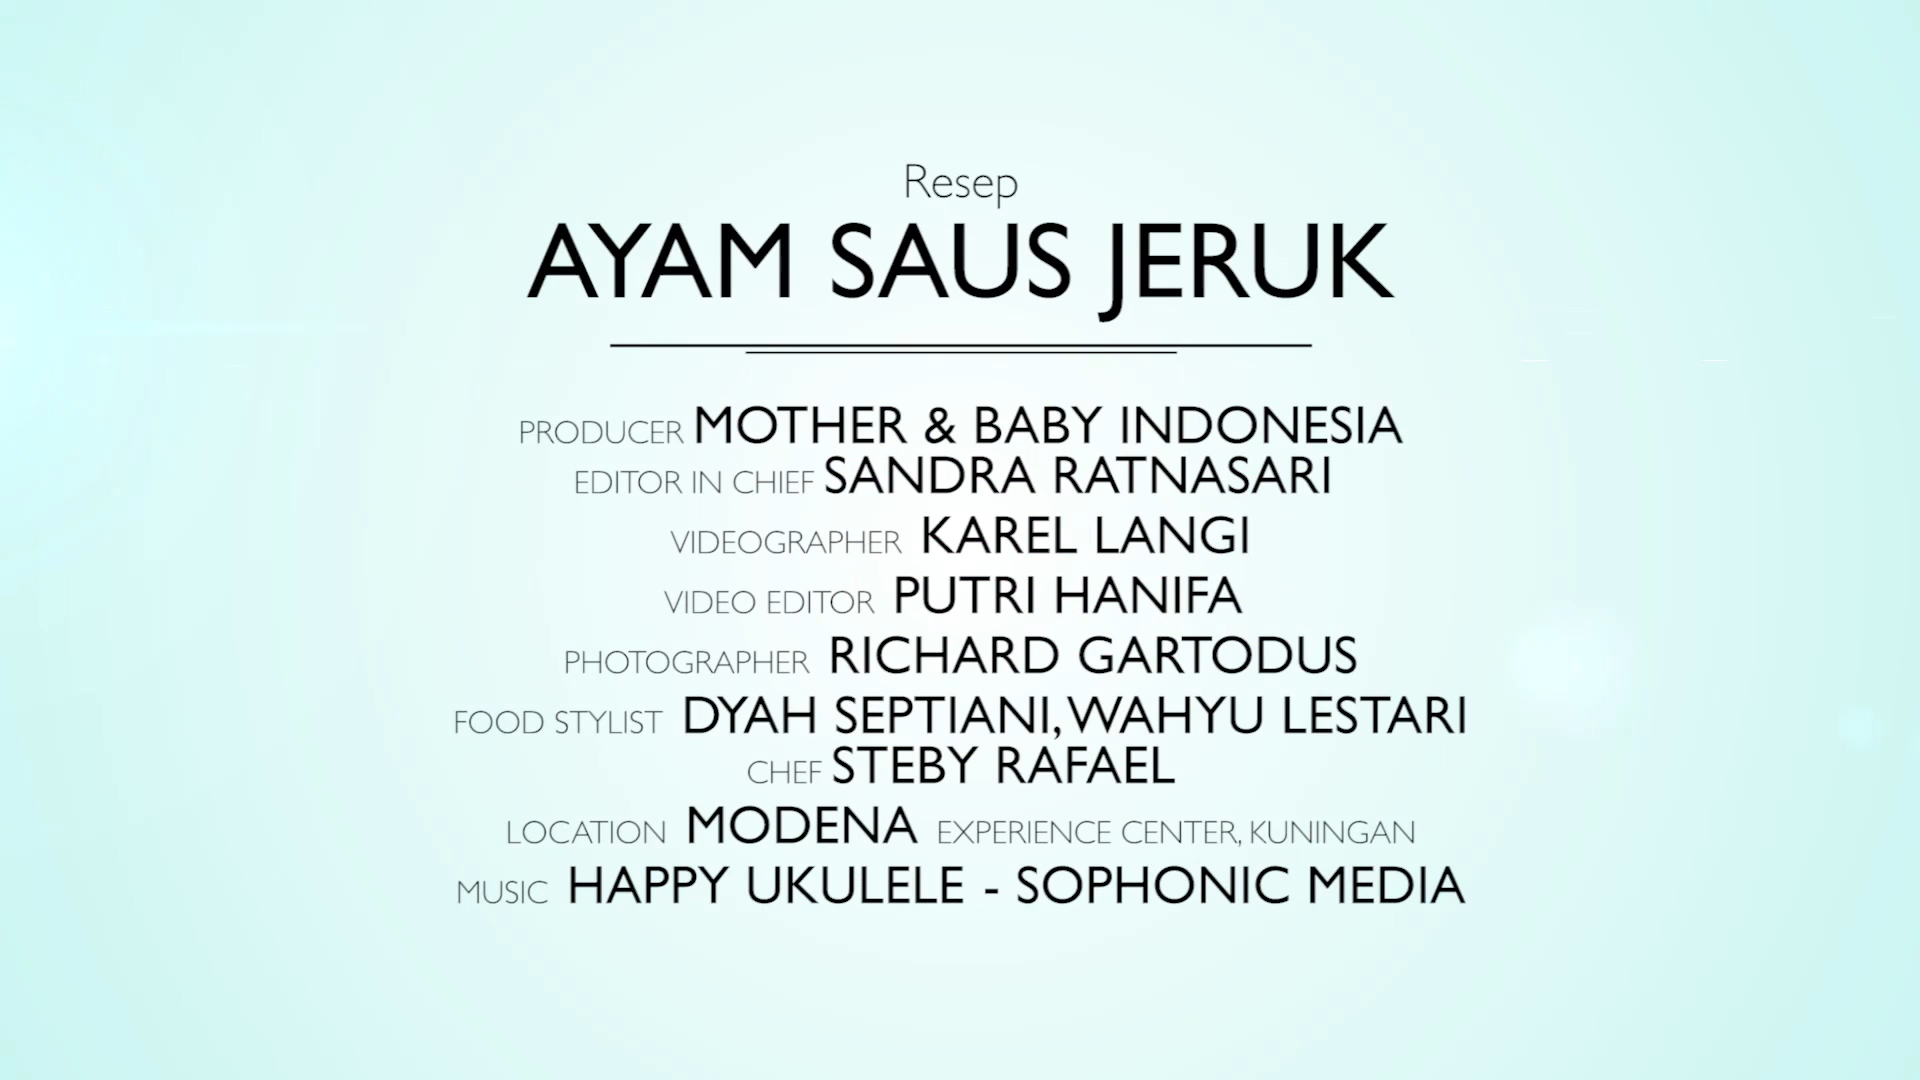 Resep
AYAM SAUS JERUK
PRODUCER MOTHER & BABY INDONESIA
EDITOR IN CHIEF SANDRA RATNASARI
VIDEOGRAPHER KAREL LANGI
VIDEO EDITOR PUTRI HANIFA
PHOTOGRAPHER RICHARD GARTODUS
FOOD STYLIST DYAH SEPTIANI, WAHYU LESTARI
CHEF STEBY RAFAEL
LOCATION MODENA EXPERIENCE CENTER, KUNINGAN
MUSIC HAPPY UKULELE - SOPHONIC MEDIA